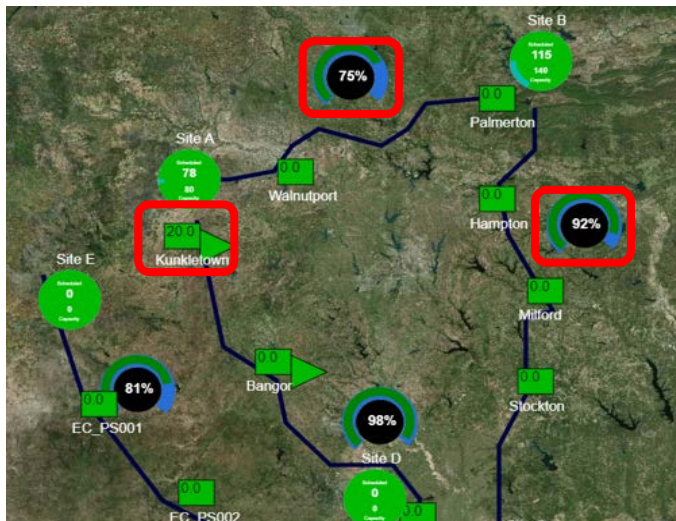 Site B
Scheduled
115
140
Capacity
75%
0.0
Palmerton
Site A
Scheduled
78
80
Capacity
0.0
Walnutport
0.0
Hampton
92%
20.0
Kunkletown
Site E
Scheduled
0
0
Capacity
0.0
Milford
0.0
Bangor
81%
0.0
EC_PS001
0.0
Stockton
98%
Site D
Scheduled
0
0
Capacity
0.0
EC_PS002
0.0